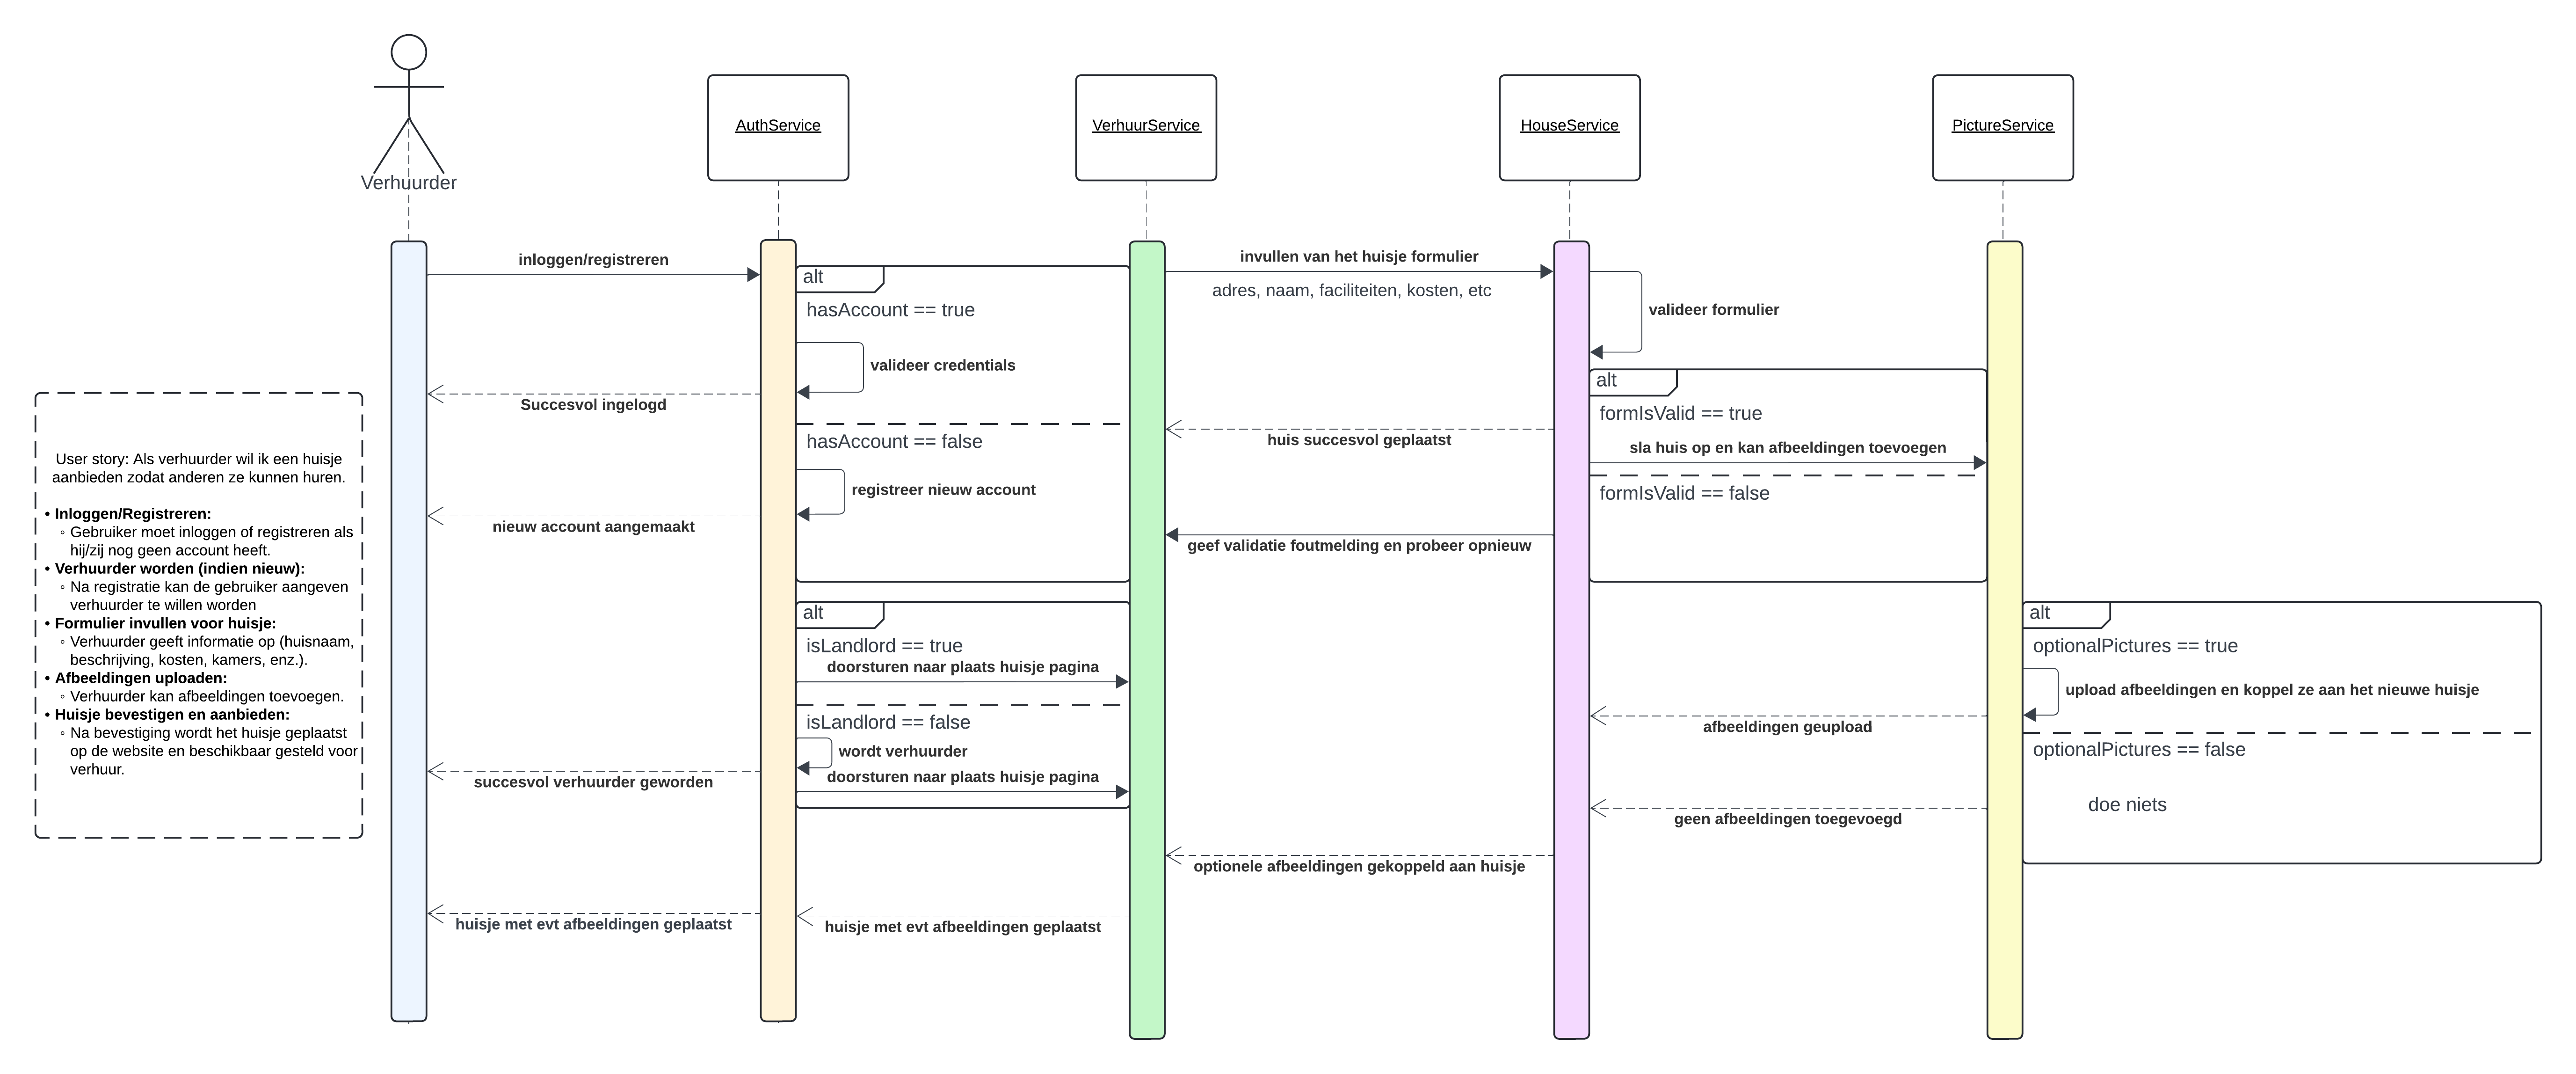 Verhuurder
AuthService
VerhuurService
HouseService
PictureService
inloggen/registreren
alt
hasAccount == true
valideer credentials
Succesvol ingelogd
hasAccount == false
registreer nieuw account
nieuw account aangemaakt
invullen van het huisje formulier
adres, naam, faciliteiten, kosten, etc
valideer formulier
alt
formIsValid == true
huis succesvol geplaatst
sla huis op en kan afbeeldingen toevoegen
formIsValid == false
geef validatie foutmelding en probeer opnieuw
User story: Als verhuurder wil ik een huisje
aanbieden zodat anderen ze kunnen huren.
• Inloggen/Registreren:
◦ Gebruiker moet inloggen of registreren als
hij/zij nog geen account heeft.
• Verhuurder worden (indien nieuw):
◦ Na registratie kan de gebruiker aangeven
verhuurder te willen worden
• Formulier invullen voor huisje:
◦ Verhuurder geeft informatie op (huisnaam,
beschrijving, kosten, kamers, enz.).
• Afbeeldingen uploaden:
◦ Verhuurder kan afbeeldingen toevoegen.
• Huisje bevestigen en aanbieden:
◦ Na bevestiging wordt het huisje geplaatst
op de website en beschikbaar gesteld voor
verhuur.
alt
isLandlord == true
doorsturen naar plaats huisje pagina
isLandlord == false
wordt verhuurder
doorsturen naar plaats huisje pagina
succesvol verhuurder geworden
alt
optionalPictures == true
upload afbeeldingen en koppel ze aan het nieuwe huisje
afbeeldingen geupload
optionalPictures == false
doe niets
geen afbeeldingen toegevoegd
optionele afbeeldingen gekoppeld aan huisje
huisje met evt afbeeldingen geplaatst
huisje met evt afbeeldingen geplaatst